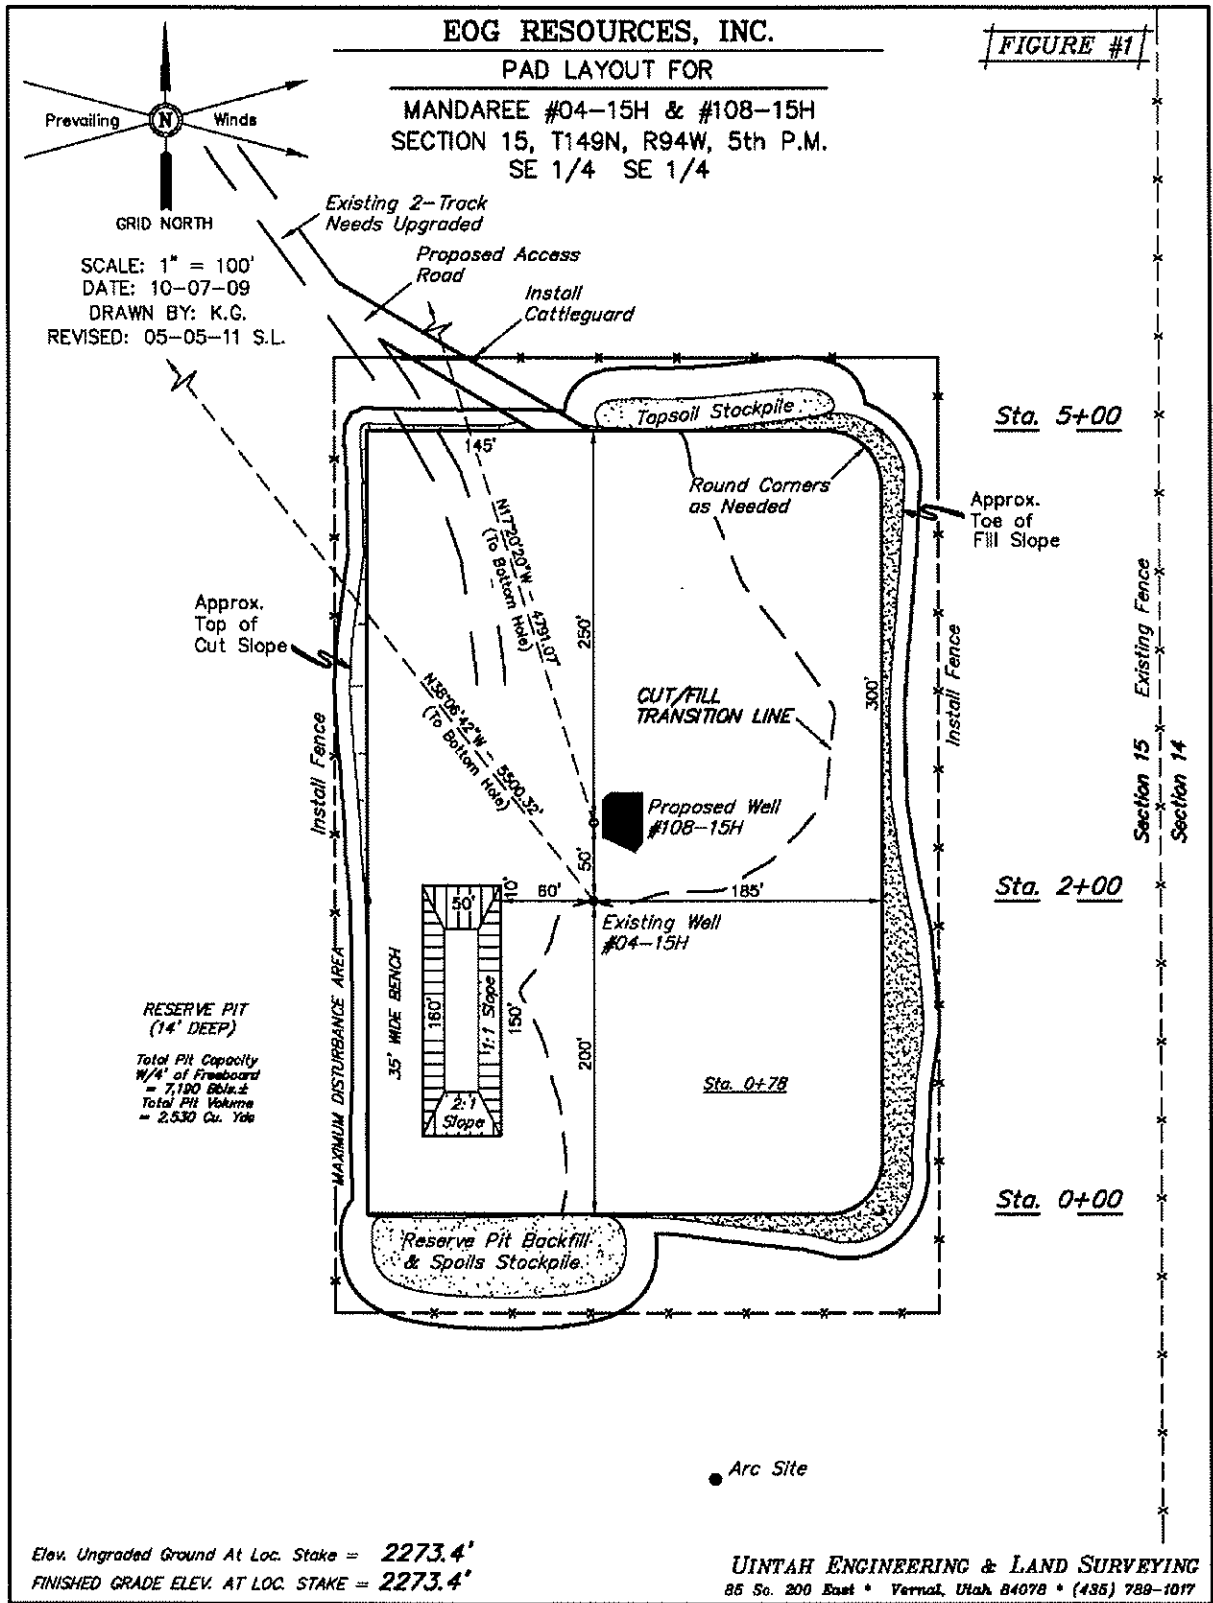 EOG RESOURCES, INC.
FIGURE #1
PAD LAYOUT FOR
MANDAREE #04-15H & #108-15H
SECTION 15, T149N, R94W, 5th P.M.
SE 1/4 SE 1/4
Prevailing
N
Winds
GRID NORTH
SCALE: 1" = 100'
DATE: 10-07-09
DRAWN BY: K.G.
REVISED: 05-05-11 S.L.
Existing 2-Track
Needs Upgraded
Proposed Access
Road
Install
Cattleguard
Topsoil Stockpile
Sta. 5+00
145'
Round Corners
as Needed
Approx.
Toe of
Fill Slope
N17°20'20"W - 4791.07'
(To Bottom Hole)
250'
Approx.
Top of
Cut Slope
N38°06'42"W - 5500.32'
(To Bottom Hole)
CUT/FILL
TRANSITION LINE
300'
Install Fence
Install Fence
Existing Fence
Section 15
Section 14
Proposed Well
#108-15H
50'
10'
60'
185'
50'
Existing Well
#04-15H
Sta. 2+00
MAXIMUM DISTURBANCE AREA
35' WIDE BENCH
160'
1:1 Slope
150'
200'
2:1
Slope
Sta. 0+78
RESERVE PIT
(14' DEEP)
Total Pit Capacity
W/4' of Freeboard
= 7,190 Bbls.±
Total Pit Volume
= 2,530 Cu. Yds
Sta. 0+00
Reserve Pit Backfill
& Spoils Stockpile
Arc Site
Elev. Ungraded Ground At Loc. Stake = 2273.4'
FINISHED GRADE ELEV. AT LOC. STAKE = 2273.4'
UINTAH ENGINEERING & LAND SURVEYING
85 So. 200 East * Vernal, Utah 84078 * (435) 789-1017